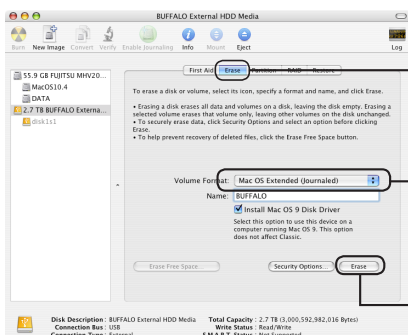 BUFFALO External HDD Media
Burn New Image Convert Verify Enable Journaling Info Mount Eject Log
55.9 GB FUJITSU MHV20...
MacOS10.4
DATA
2.7 TB BUFFALO Externa...
disk1s1
First Aid Erase Partition RAID Restore
To erase a disk or volume, select its icon, specify a format and name, and click Erase.
• Erasing a disk erases all data and volumes on a disk, leaving the disk empty. Erasing a
selected volume erases that volume only, leaving other volumes on the disk unchanged.
• To securely erase data, click Security Options and select an option before clicking
Erase.
• To help prevent recovery of deleted files, click the Erase Free Space button.
Volume Format: Mac OS Extended (Journaled)
Name: BUFFALO
Install Mac OS 9 Disk Driver
Select this option to use this device on a
computer running Mac OS 9. This option
does not affect Classic.
Erase Free Space... Security Options... Erase
Disk Description : BUFFALO External HDD Media Total Capacity : 2.7 TB (3,000,592,982,016 Bytes)
Connection Bus : USB Write Status : Read/Write
Connection Type : External S.M.A.R.T. Status : Not Supported